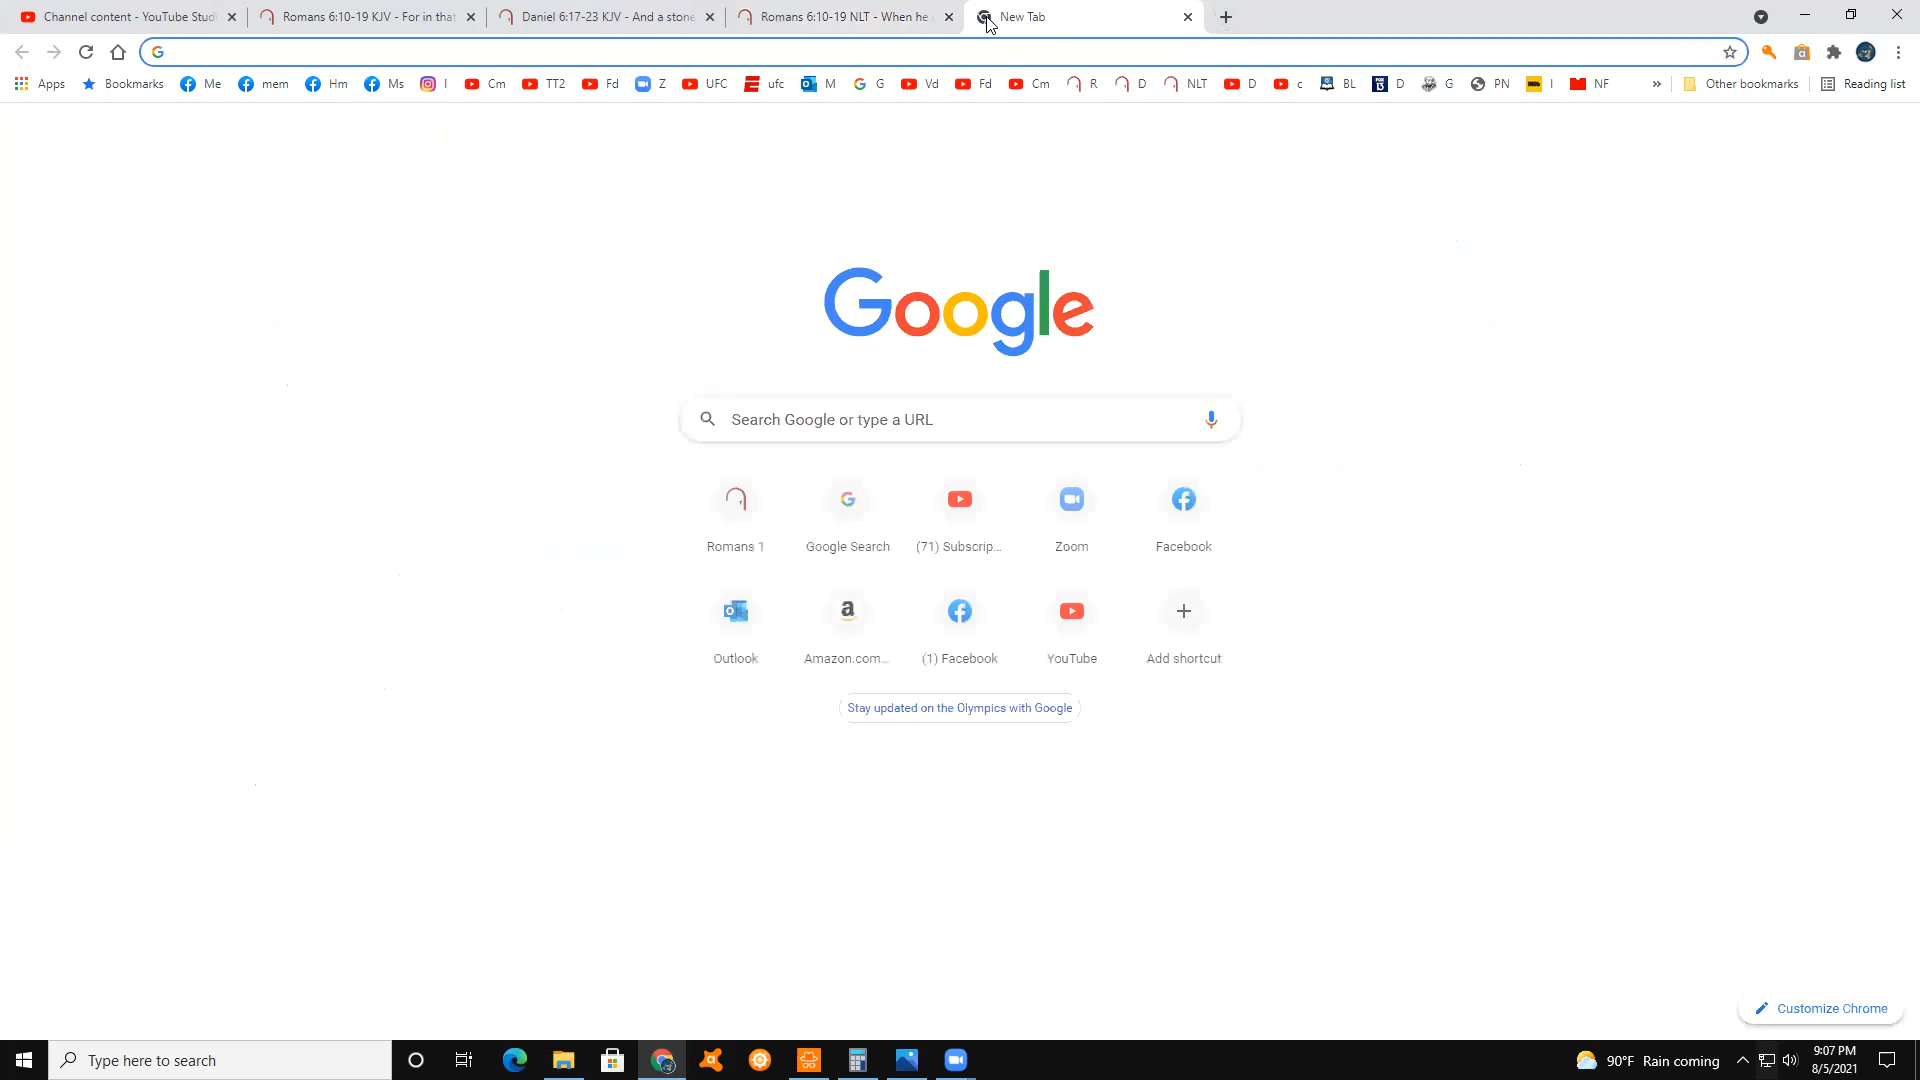 Channel content - YouTube Studi
Romans 6:10-19 KJV - For in that
Daniel 6:17-23 KJV - And a stone
Romans 6:10-19 NLT - When he
New Tab
Apps
Bookmarks
Me
mem
Hm
Ms
I
Cm
TT2
Fd
Z
UFC
ufc
M
G
Vd
Fd
Cm
R
D
NLT
D
c
BL
D
G
PN
I
NF
»
Other bookmarks
Reading list
Google
Search Google or type a URL
Romans 1
Google Search
(71) Subscrip...
Zoom
Facebook
Outlook
Amazon.com...
(1) Facebook
YouTube
Add shortcut
Stay updated on the Olympics with Google
Customize Chrome
Type here to search
90°F Rain coming
9:07 PM
8/5/2021